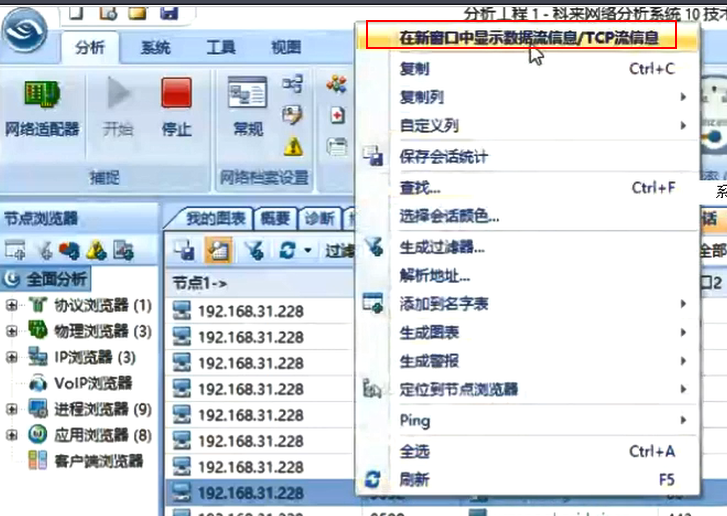 分析工程 1 - 科来网络分析系统 10 技术
分析 系统 工具 视图
网络适配器 开始 停止 常规
捕捉 网络档案设置
节点浏览器
我的图表 概要 诊断
过滤
全面分析
节点1->
协议浏览器 (1)
物理浏览器 (3)
IP浏览器 (3)
VoIP浏览器
进程浏览器 (9)
应用浏览器 (8)
客户端浏览器
192.168.31.228
192.168.31.228
192.168.31.228
192.168.31.228
192.168.31.228
192.168.31.228
192.168.31.228
192.168.31.228
在新窗口中显示数据流信息/TCP流信息
复制 Ctrl+C
复制列
自定义列
保存会话统计
查找... Ctrl+F
选择会话颜色...
生成过滤器...
解析地址...
添加到名字表
生成图表
生成警报
定位到节点浏览器
Ping
全选 Ctrl+A
刷新 F5
系
话
全部
口2